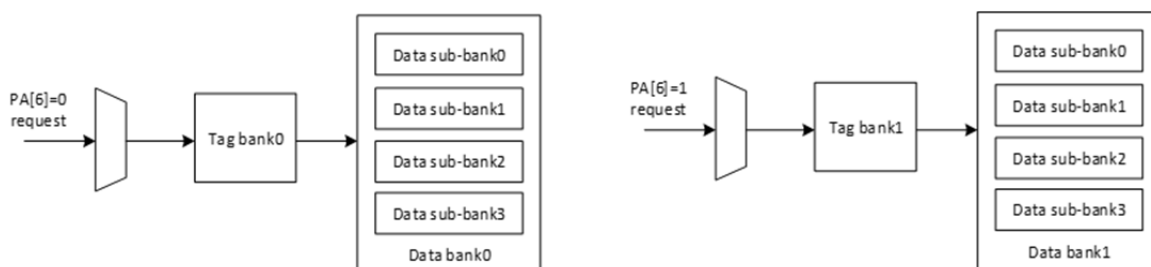 PA[6]=0
request
Tag bank0
Data sub-bank0
Data sub-bank1
Data sub-bank2
Data sub-bank3
Data bank0
PA[6]=1
request
Tag bank1
Data sub-bank0
Data sub-bank1
Data sub-bank2
Data sub-bank3
Data bank1